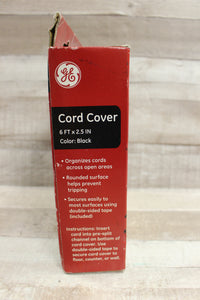 GE
Cord Cover
6 FT x 2.5 IN
Color: Black
• Organizes cords
across open areas
• Rounded surface
helps prevent
tripping
• Secures easily to
most surfaces using
double-sided tape
(included)
Instructions: Insert
cord into pre-split
channel on bottom of
cord cover. Use
double-sided tape to
secure cord cover to
floor, counter, or wall.